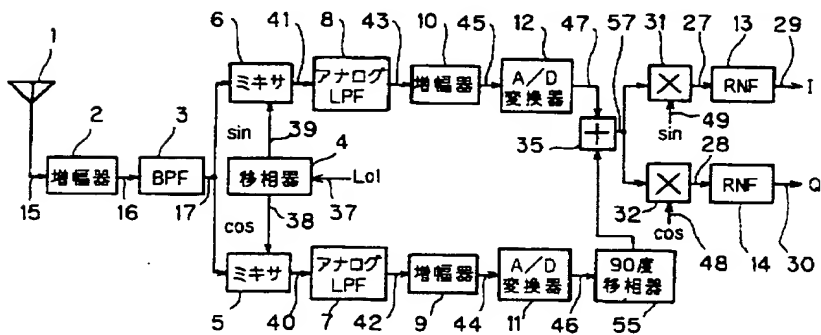 6 41 8 43 10 45 12 47 57 31 27 13 29
1
ミキサ
アナログ
LPF
増幅器
A/D
変換器
RNF
I
2 3
sin 39 4
35
sin 49
28
増幅器
BPF
移相器
Lo1
RNF
Q
15 16 17
cos 38 37
32 cos 48 14 30
ミキサ
アナログ
LPF
増幅器
A/D
変換器
90度
移相器
5 40 7 42 9 44 11 46 55